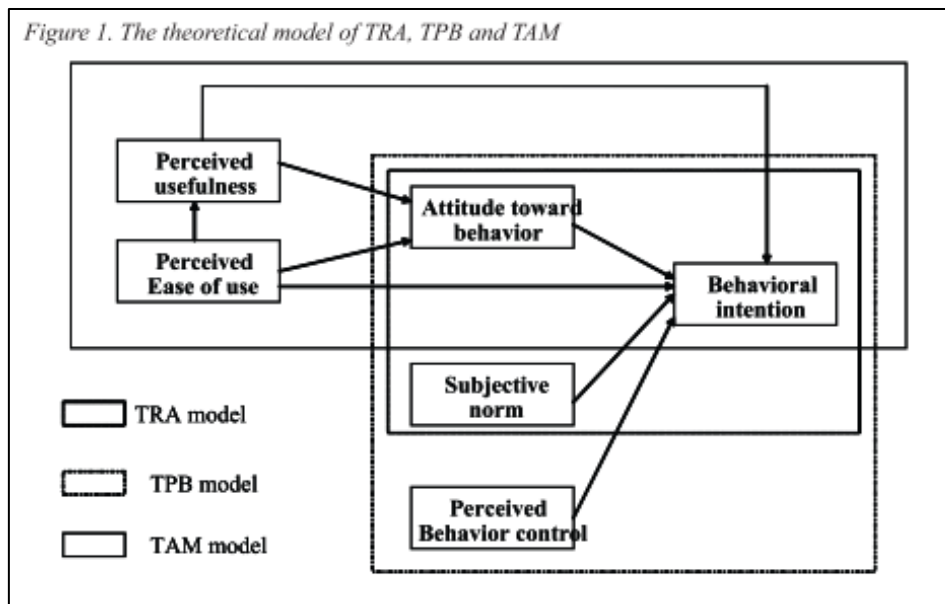 Figure 1. The theoretical model of TRA, TPB and TAM
Perceived
usefulness
Attitude toward
behavior
Perceived
Ease of use
Behavioral
intention
Subjective
norm
TRA model
Perceived
Behavior control
TPB model
TAM model